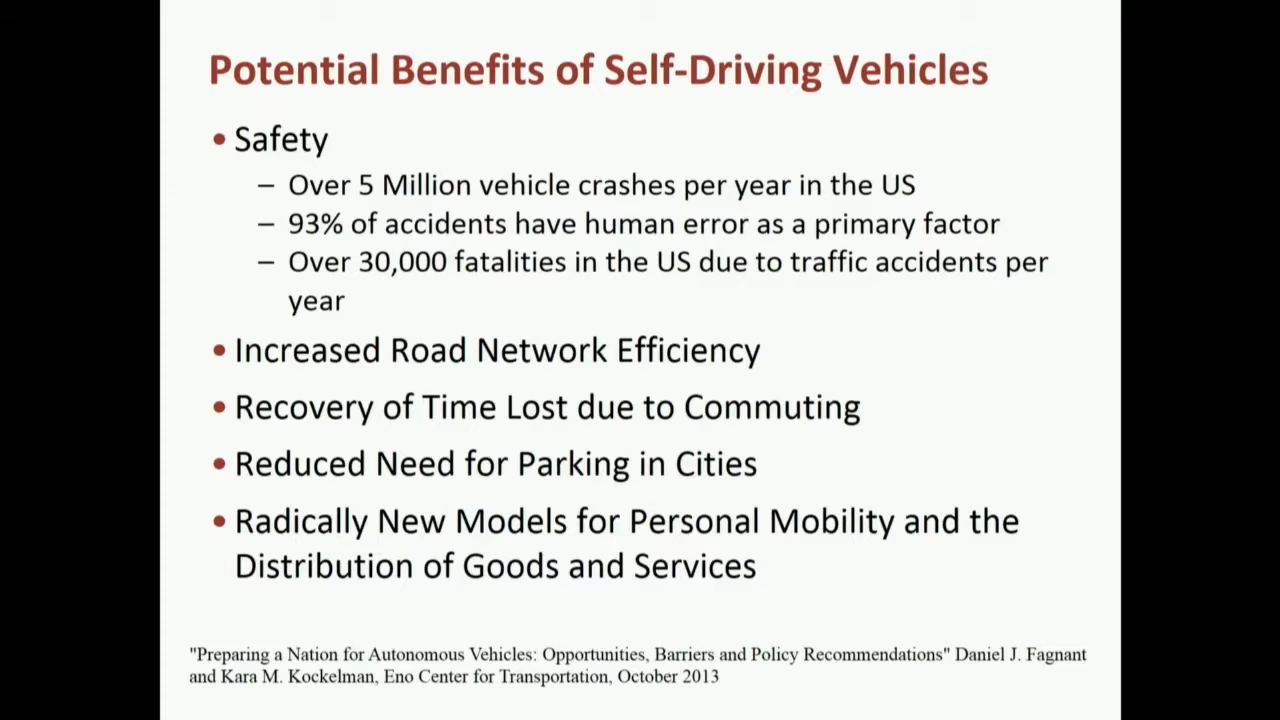 Potential Benefits of Self-Driving Vehicles
• Safety
– Over 5 Million vehicle crashes per year in the US
– 93% of accidents have human error as a primary factor
– Over 30,000 fatalities in the US due to traffic accidents per
year
• Increased Road Network Efficiency
• Recovery of Time Lost due to Commuting
• Reduced Need for Parking in Cities
• Radically New Models for Personal Mobility and the
Distribution of Goods and Services
"Preparing a Nation for Autonomous Vehicles: Opportunities, Barriers and Policy Recommendations" Daniel J. Fagnant
and Kara M. Kockelman, Eno Center for Transportation, October 2013